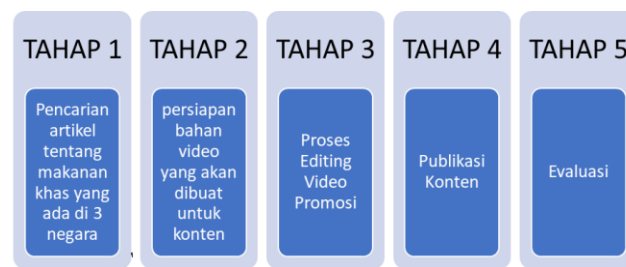 TAHAP 1
Pencarian
artikel
tentang
makanan
khas yang
ada di 3
negara
TAHAP 2
persiapan
bahan
video
yang akan
dibuat
untuk
konten
TAHAP 3
Proses
Editing
Video
Promosi
TAHAP 4
Publikasi
Konten
TAHAP 5
Evaluasi